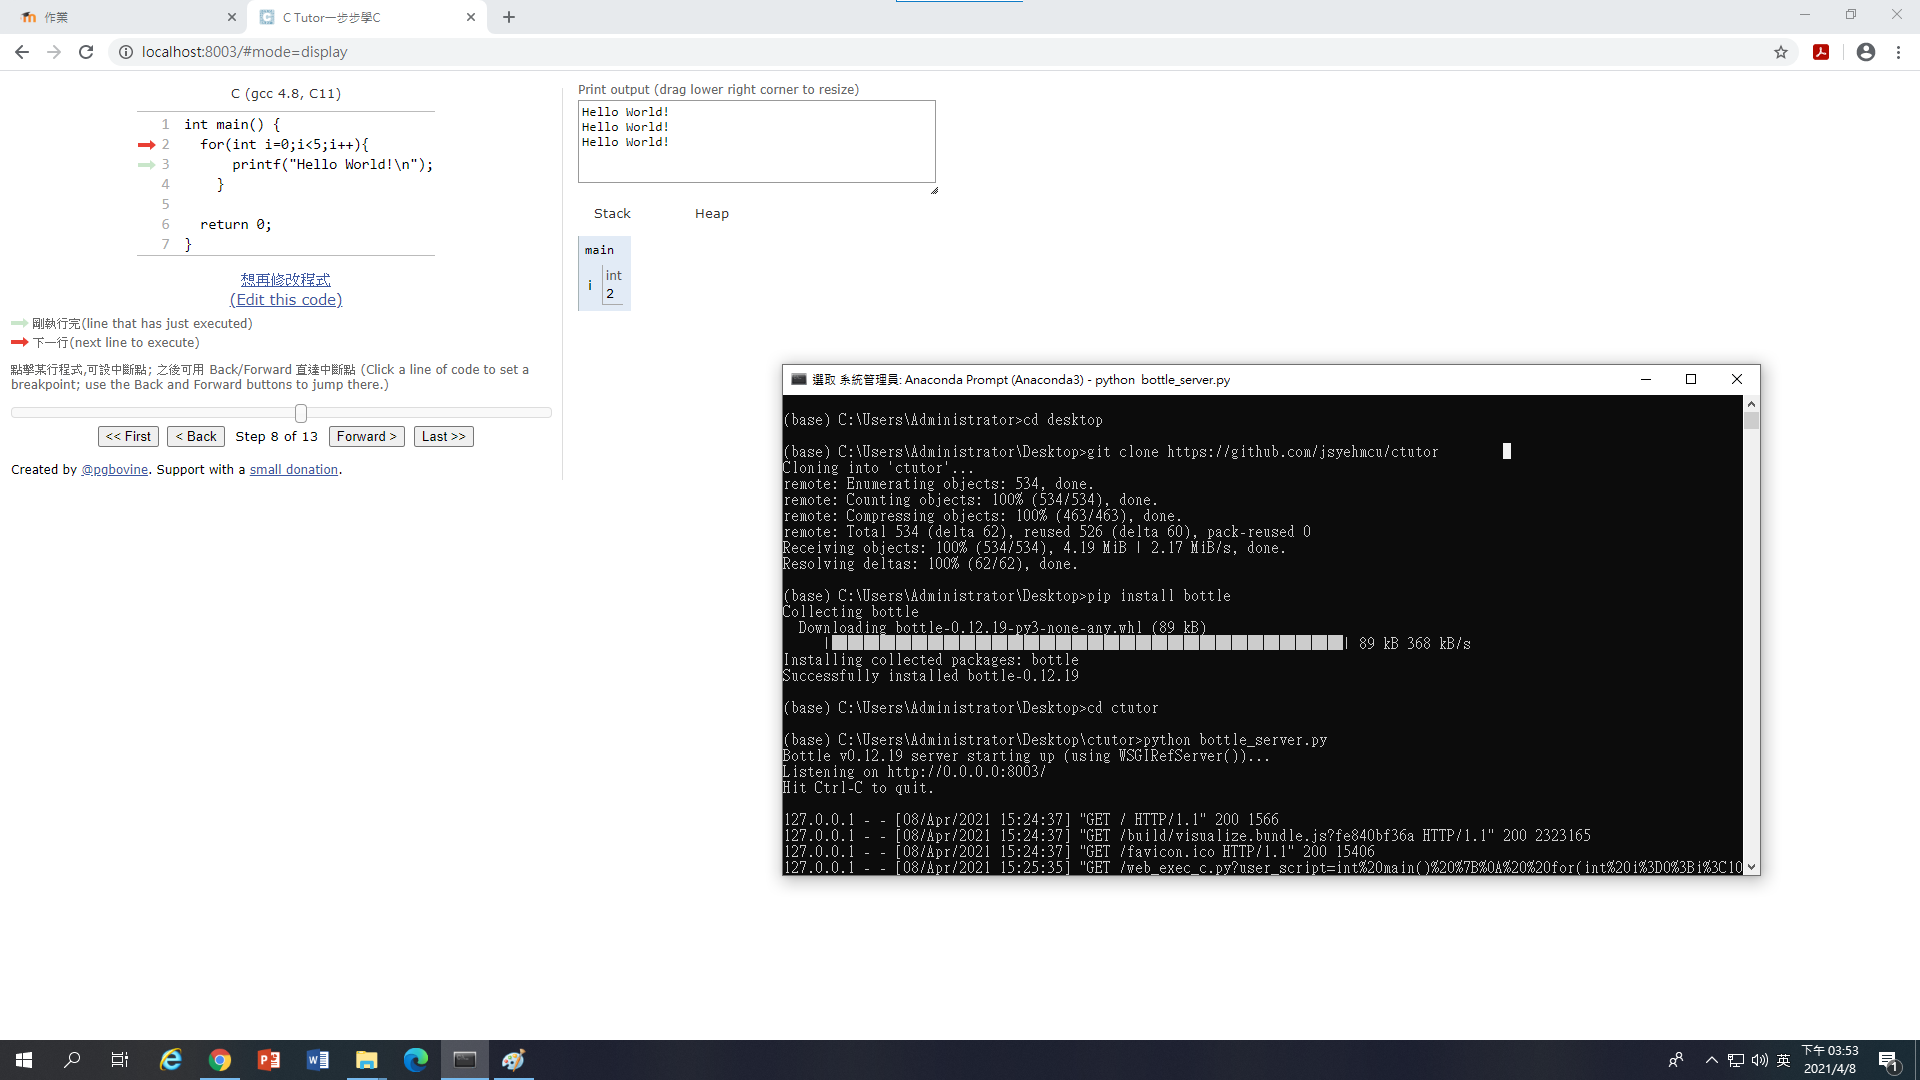 作業
C Tutor一步步學C
localhost:8003/#mode=display
C (gcc 4.8, C11)
1 int main() {
2 for(int i=0;i<5;i++){
3 printf("Hello World!\n");
4 }
5
6 return 0;
7 }
想再修改程式
(Edit this code)
剛執行完(line that has just executed)
下一行(next line to execute)
點擊某行程式,可設中斷點; 之後可用 Back/Forward 直達中斷點 (Click a line of code to set a
breakpoint; use the Back and Forward buttons to jump there.)
<< First < Back Step 8 of 13 Forward > Last >>
Created by @pgbovine. Support with a small donation.
Print output (drag lower right corner to resize)
Hello World!
Hello World!
Hello World!
Stack Heap
main
int
i 2
選取 系統管理員: Anaconda Prompt (Anaconda3) - python bottle_server.py
(base) C:\Users\Administrator>cd desktop
(base) C:\Users\Administrator\Desktop>git clone https://github.com/jsyehmcu/ctutor
Cloning into 'ctutor'...
remote: Enumerating objects: 534, done.
remote: Counting objects: 100% (534/534), done.
remote: Compressing objects: 100% (463/463), done.
remote: Total 534 (delta 62), reused 526 (delta 60), pack-reused 0
Receiving objects: 100% (534/534), 4.19 MiB | 2.17 MiB/s, done.
Resolving deltas: 100% (62/62), done.
(base) C:\Users\Administrator\Desktop>pip install bottle
Collecting bottle
Downloading bottle-0.12.19-py3-none-any.whl (89 kB)
| | 89 kB 368 kB/s
Installing collected packages: bottle
Successfully installed bottle-0.12.19
(base) C:\Users\Administrator\Desktop>cd ctutor
(base) C:\Users\Administrator\Desktop\ctutor>python bottle_server.py
Bottle v0.12.19 server starting up (using WSGIRefServer())...
Listening on http://0.0.0.0:8003/
Hit Ctrl-C to quit.
127.0.0.1 - - [08/Apr/2021 15:24:37] "GET / HTTP/1.1" 200 1566
127.0.0.1 - - [08/Apr/2021 15:24:37] "GET /build/visualize.bundle.js?fe840bf36a HTTP/1.1" 200 2323165
127.0.0.1 - - [08/Apr/2021 15:24:37] "GET /favicon.ico HTTP/1.1" 200 15406
127.0.0.1 - - [08/Apr/2021 15:25:35] "GET /web_exec_c.py?user_script=int%20main()%20%7B%0A%20%20for(int%20i%3D0%3Bi%3C10
英
下午 03:53
2021/4/8
1